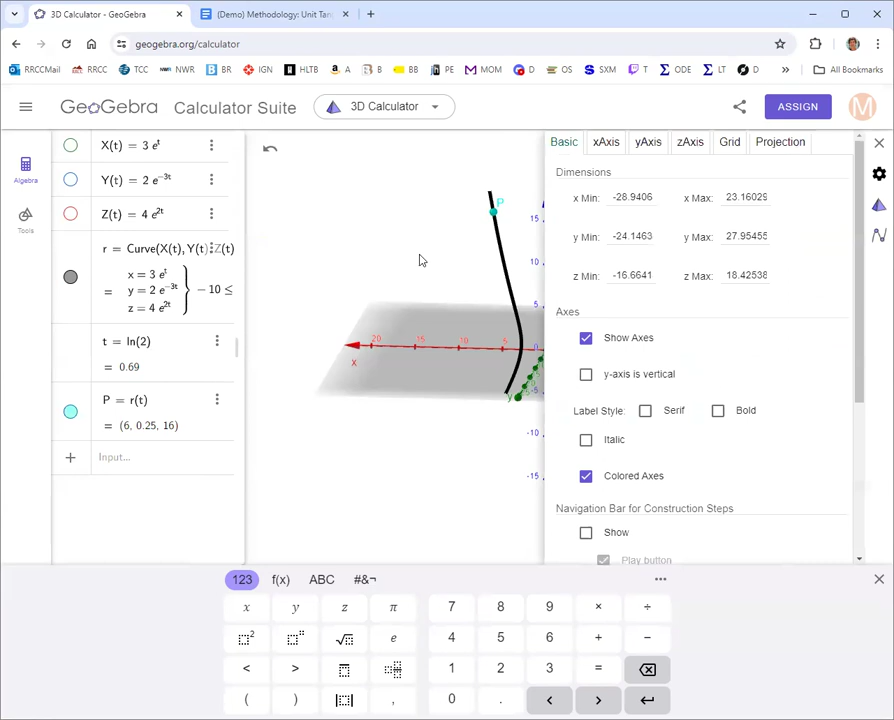 3D Calculator - GeoGebra
(Demo) Methodology: Unit Tan
geogebra.org/calculator
RRCCMail
RRCC
TCC
NWR
BR
IGN
HLTB
A
B
BB
PE
MOM
D
OS
SXM
T
ODE
LT
D
»
All Bookmarks
GeoGebra
Calculator Suite
3D Calculator
ASSIGN
M
Algebra
Tools
X(t) = 3 e^t
Y(t) = 2 e^−3t
Z(t) = 4 e^2t
r = Curve(X(t), Y(t) Z(t)
x = 3 e^t
= y = 2 e^−3t } − 10 ≤
z = 4 e^2t
t = ln(2)
= 0.69
P = r(t)
= (6, 0.25, 16)
+ Input...
P
15
10
5
0
-5
-10
-15
20
15
10
5
x
y
Basic
xAxis
yAxis
zAxis
Grid
Projection
Dimensions
x Min: -28.9406 x Max: 23.16029
y Min: -24.1463 y Max: 27.95455
z Min: -16.6641 z Max: 18.42538
Axes
Show Axes
y-axis is vertical
Label Style: Serif Bold
Italic
Colored Axes
Navigation Bar for Construction Steps
Show
Play button
123 f(x) ABC #&¬
x y z π 7 8 9 × ÷
□² □^□ √□ e 4 5 6 + −
< > 1 2 3 =
( ) |□| , 0 . < >